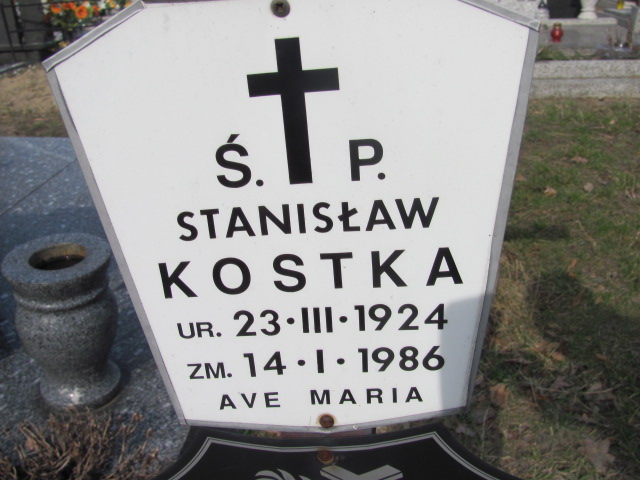 Ś. P.
STANISŁAW
KOSTKA
UR. 23·III·1924
ZM. 14·I·1986
AVE MARIA